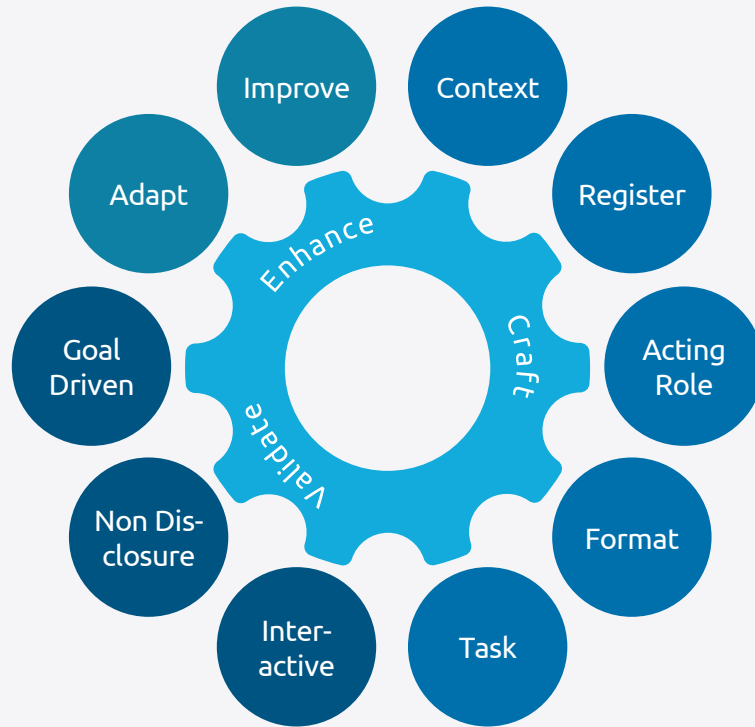 Improve
Context
Adapt
Register
Enhance
Goal
Driven
Craft
Acting
Role
Validate
Non Dis-
closure
Format
Inter-
active
Task